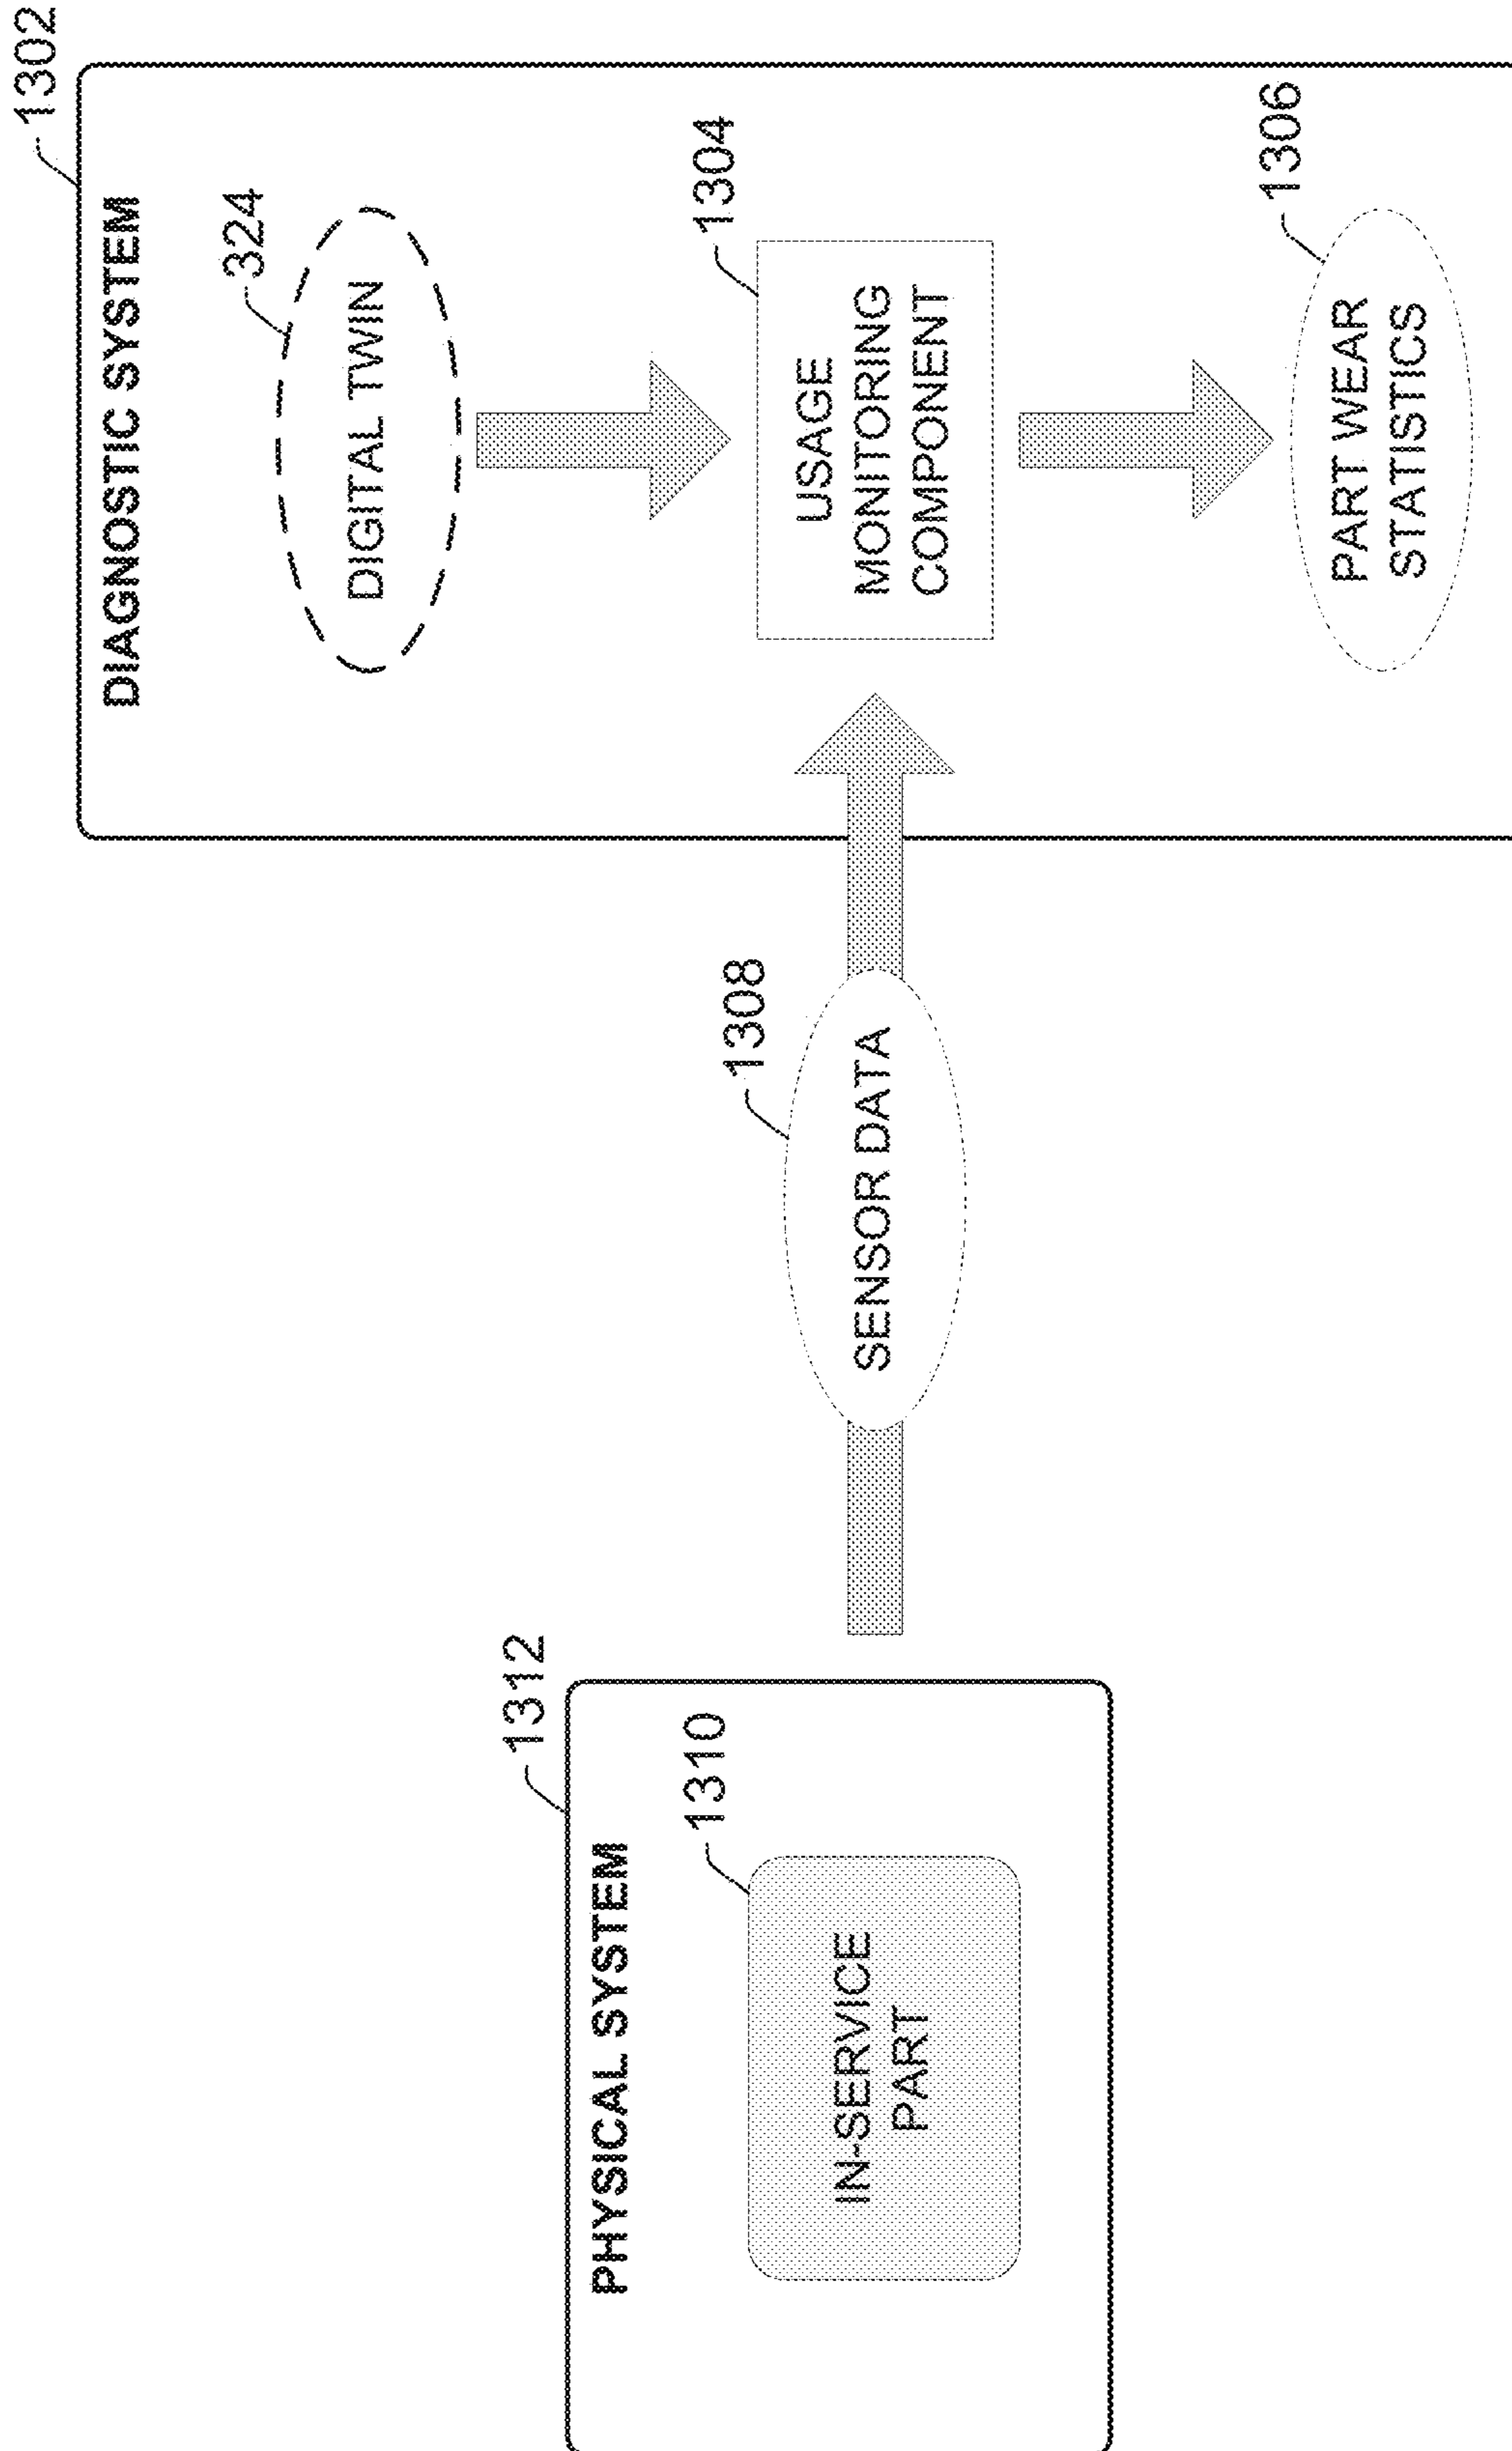 1302
DIAGNOSTIC SYSTEM
324
DIGITAL TWIN
1304
USAGE
MONITORING
COMPONENT
1306
PART WEAR
STATISTICS
1308
SENSOR DATA
1312
PHYSICAL SYSTEM
1310
IN-SERVICE
PART